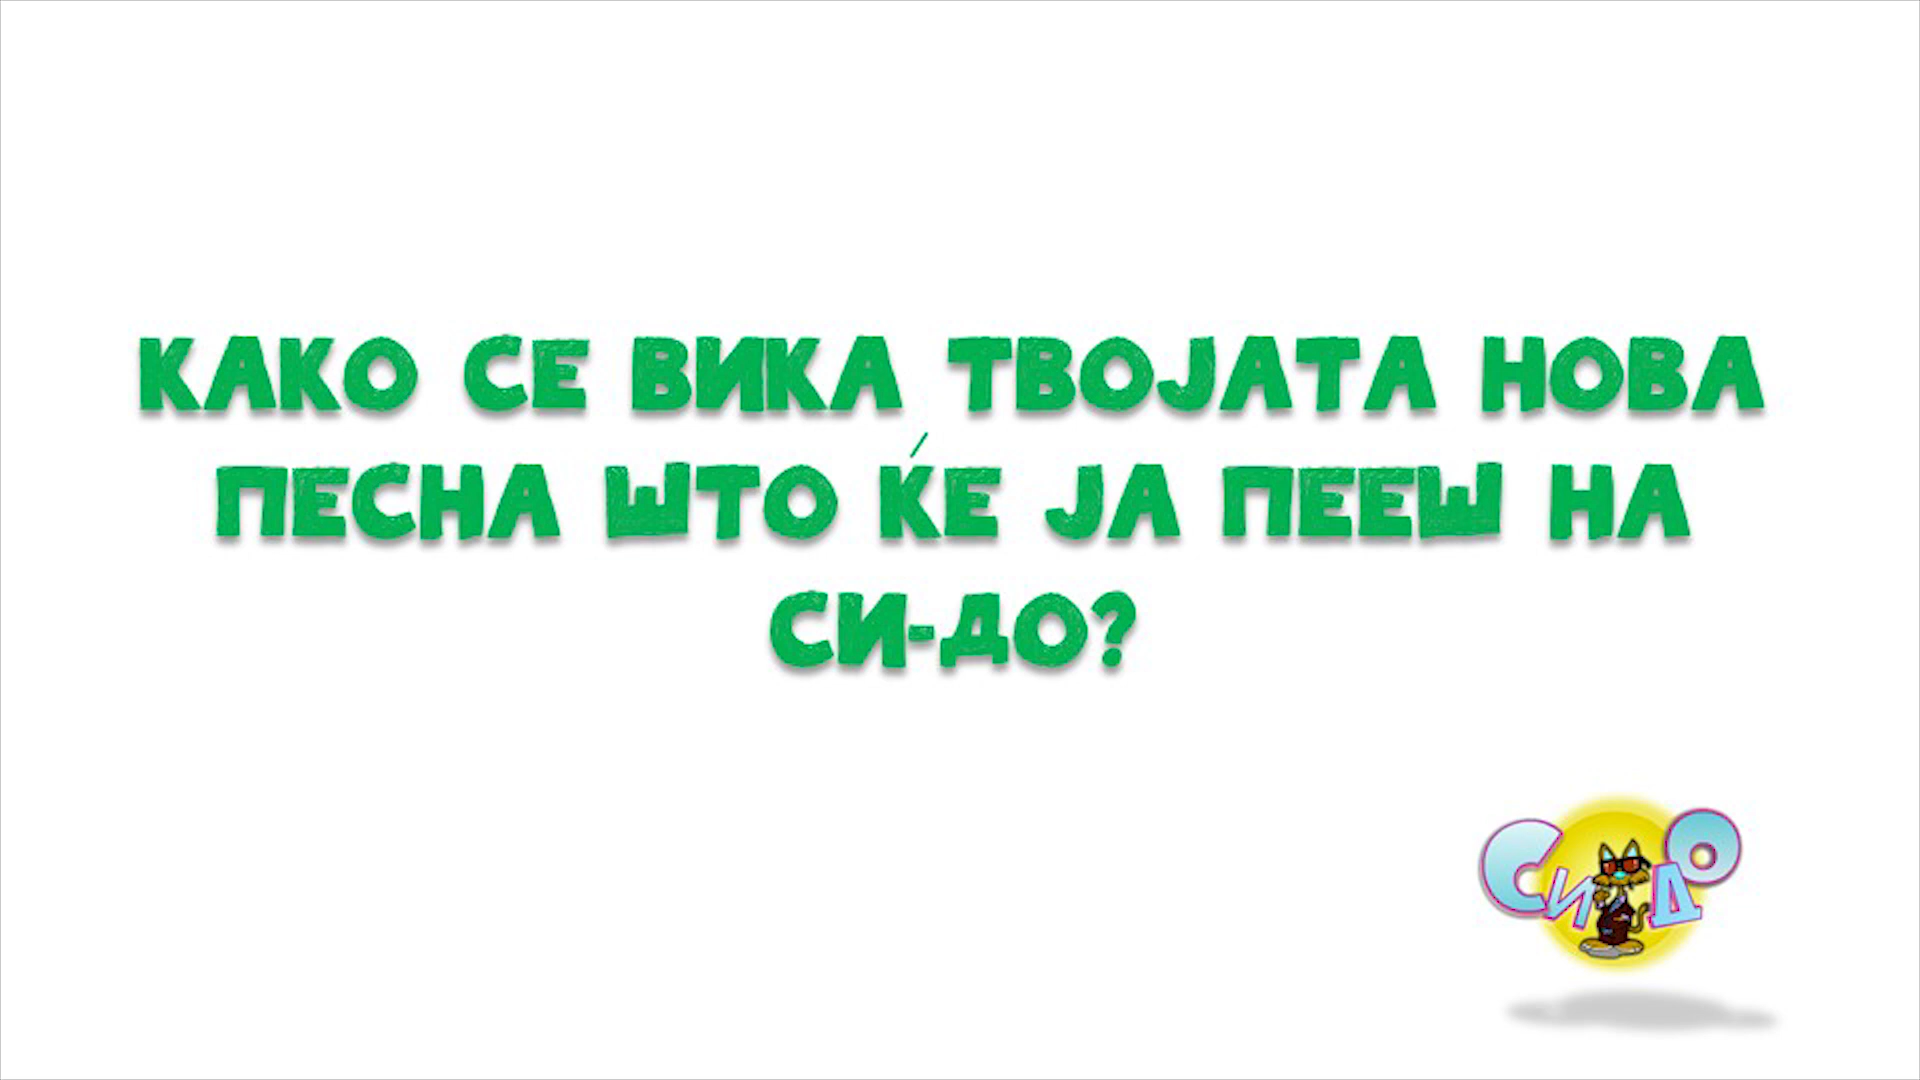 КАКО СЕ ВИКА ТВОЈАТА НОВА
ПЕСНА ШТО ЌЕ ЈА ПЕЕШ НА
СИ-ДО?
СИДО